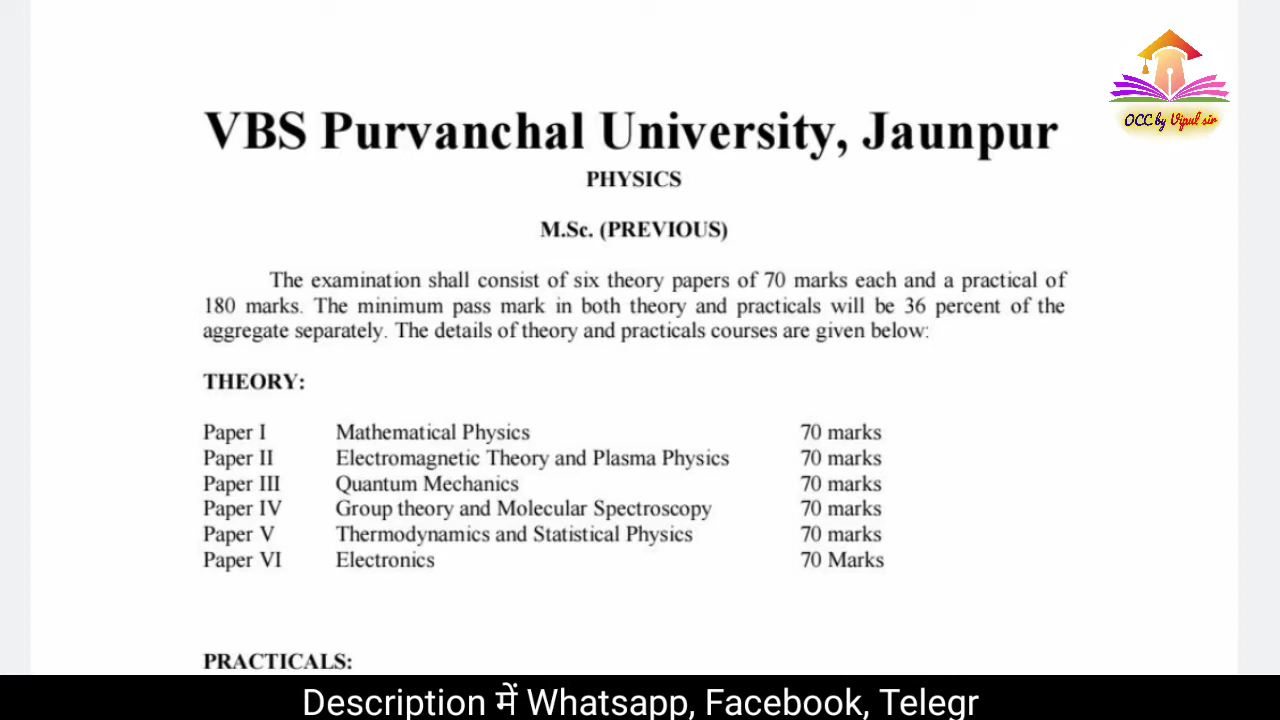 OCC by Vipul sir
VBS Purvanchal University, Jaunpur
PHYSICS
M.Sc. (PREVIOUS)
The examination shall consist of six theory papers of 70 marks each and a practical of
180 marks. The minimum pass mark in both theory and practicals will be 36 percent of the
aggregate separately. The details of theory and practicals courses are given below:
THEORY:
Paper I Mathematical Physics 70 marks
Paper II Electromagnetic Theory and Plasma Physics 70 marks
Paper III Quantum Mechanics 70 marks
Paper IV Group theory and Molecular Spectroscopy 70 marks
Paper V Thermodynamics and Statistical Physics 70 marks
Paper VI Electronics 70 Marks
PRACTICALS:
Description में Whatsapp, Facebook, Telegr